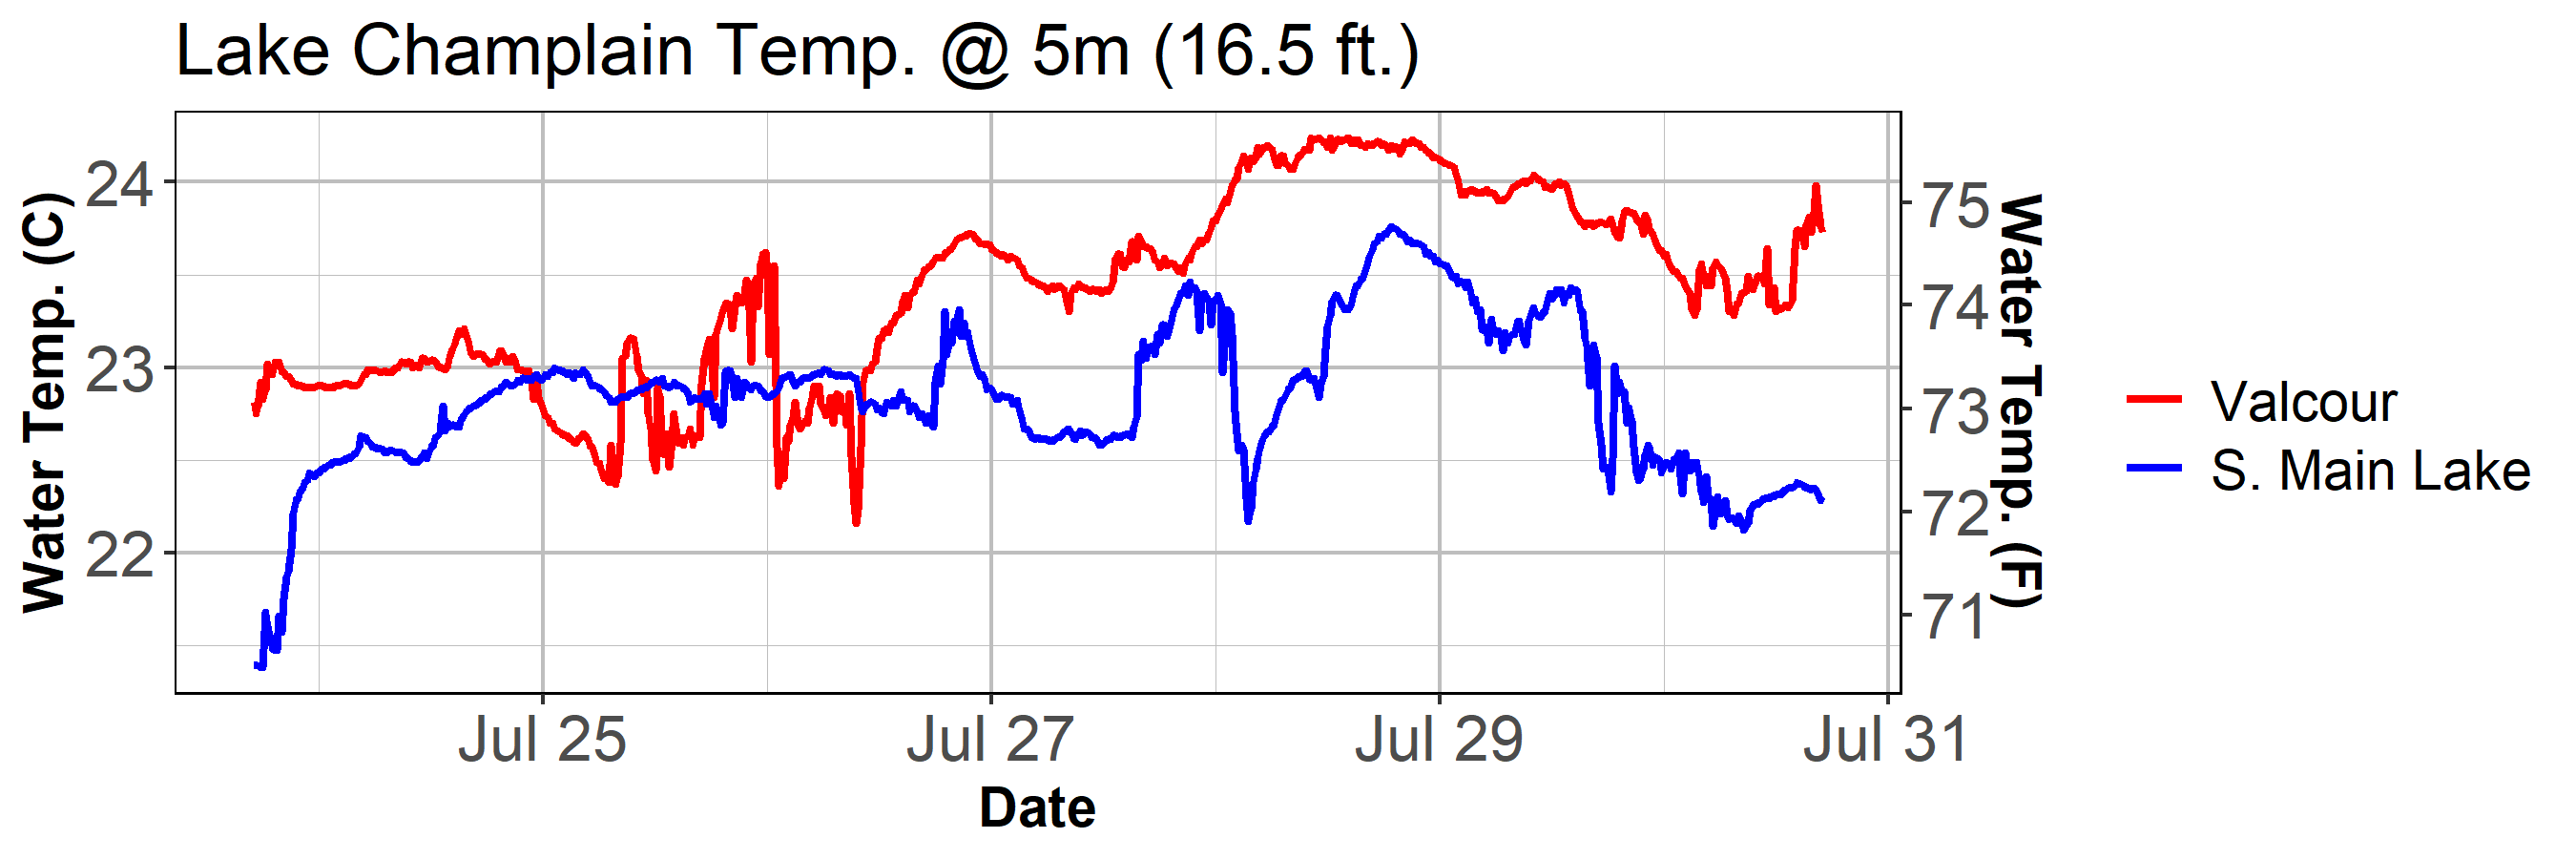 Lake Champlain Temp. @ 5m (16.5 ft.)
Water Temp. (C)
24
23
22
75
74
73
72
71
Water Temp. (F)
Jul 25
Jul 27
Jul 29
Jul 31
Date
Valcour
S. Main Lake